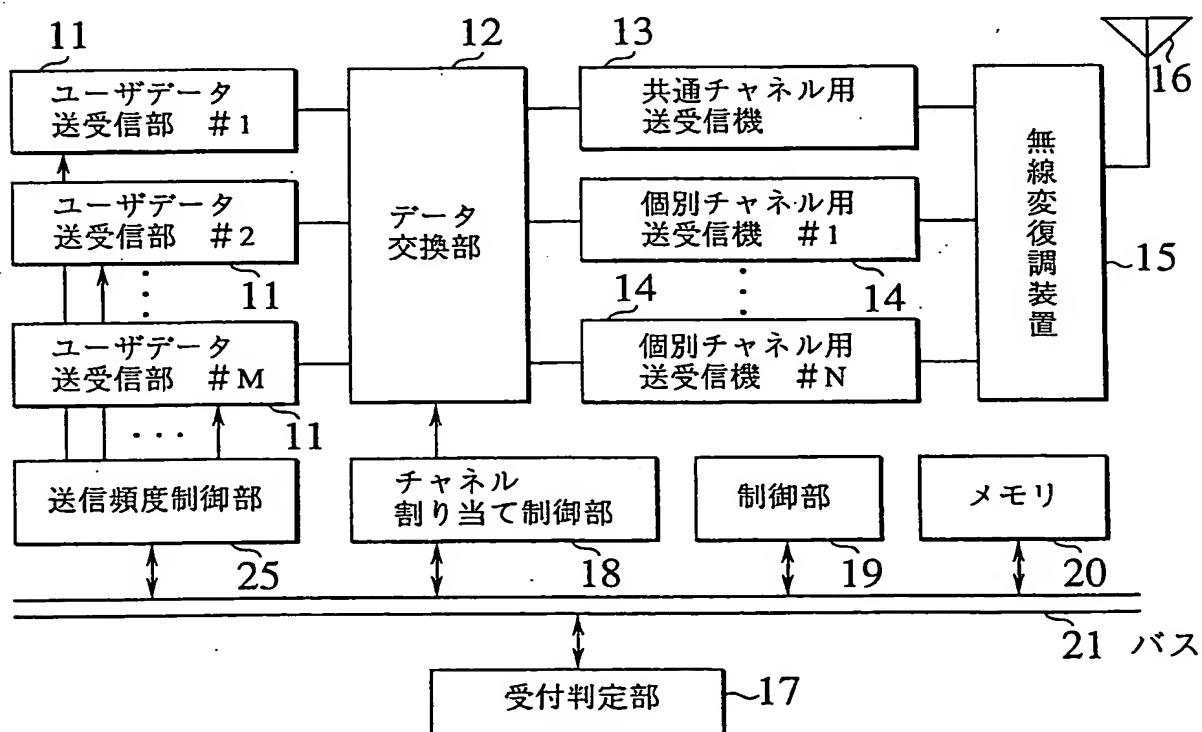 11
12
13
16
ユーザデータ
送受信部 #1
共通チャネル用
送受信機
ユーザデータ
送受信部 #2
データ
交換部
個別チャネル用
送受信機 #1
無線変復調装置
15
11
14
14
ユーザデータ
送受信部 #M
個別チャネル用
送受信機 #N
11
送信頻度制御部
チャネル
割り当て制御部
制御部
メモリ
25
18
19
20
21 バス
受付判定部
17